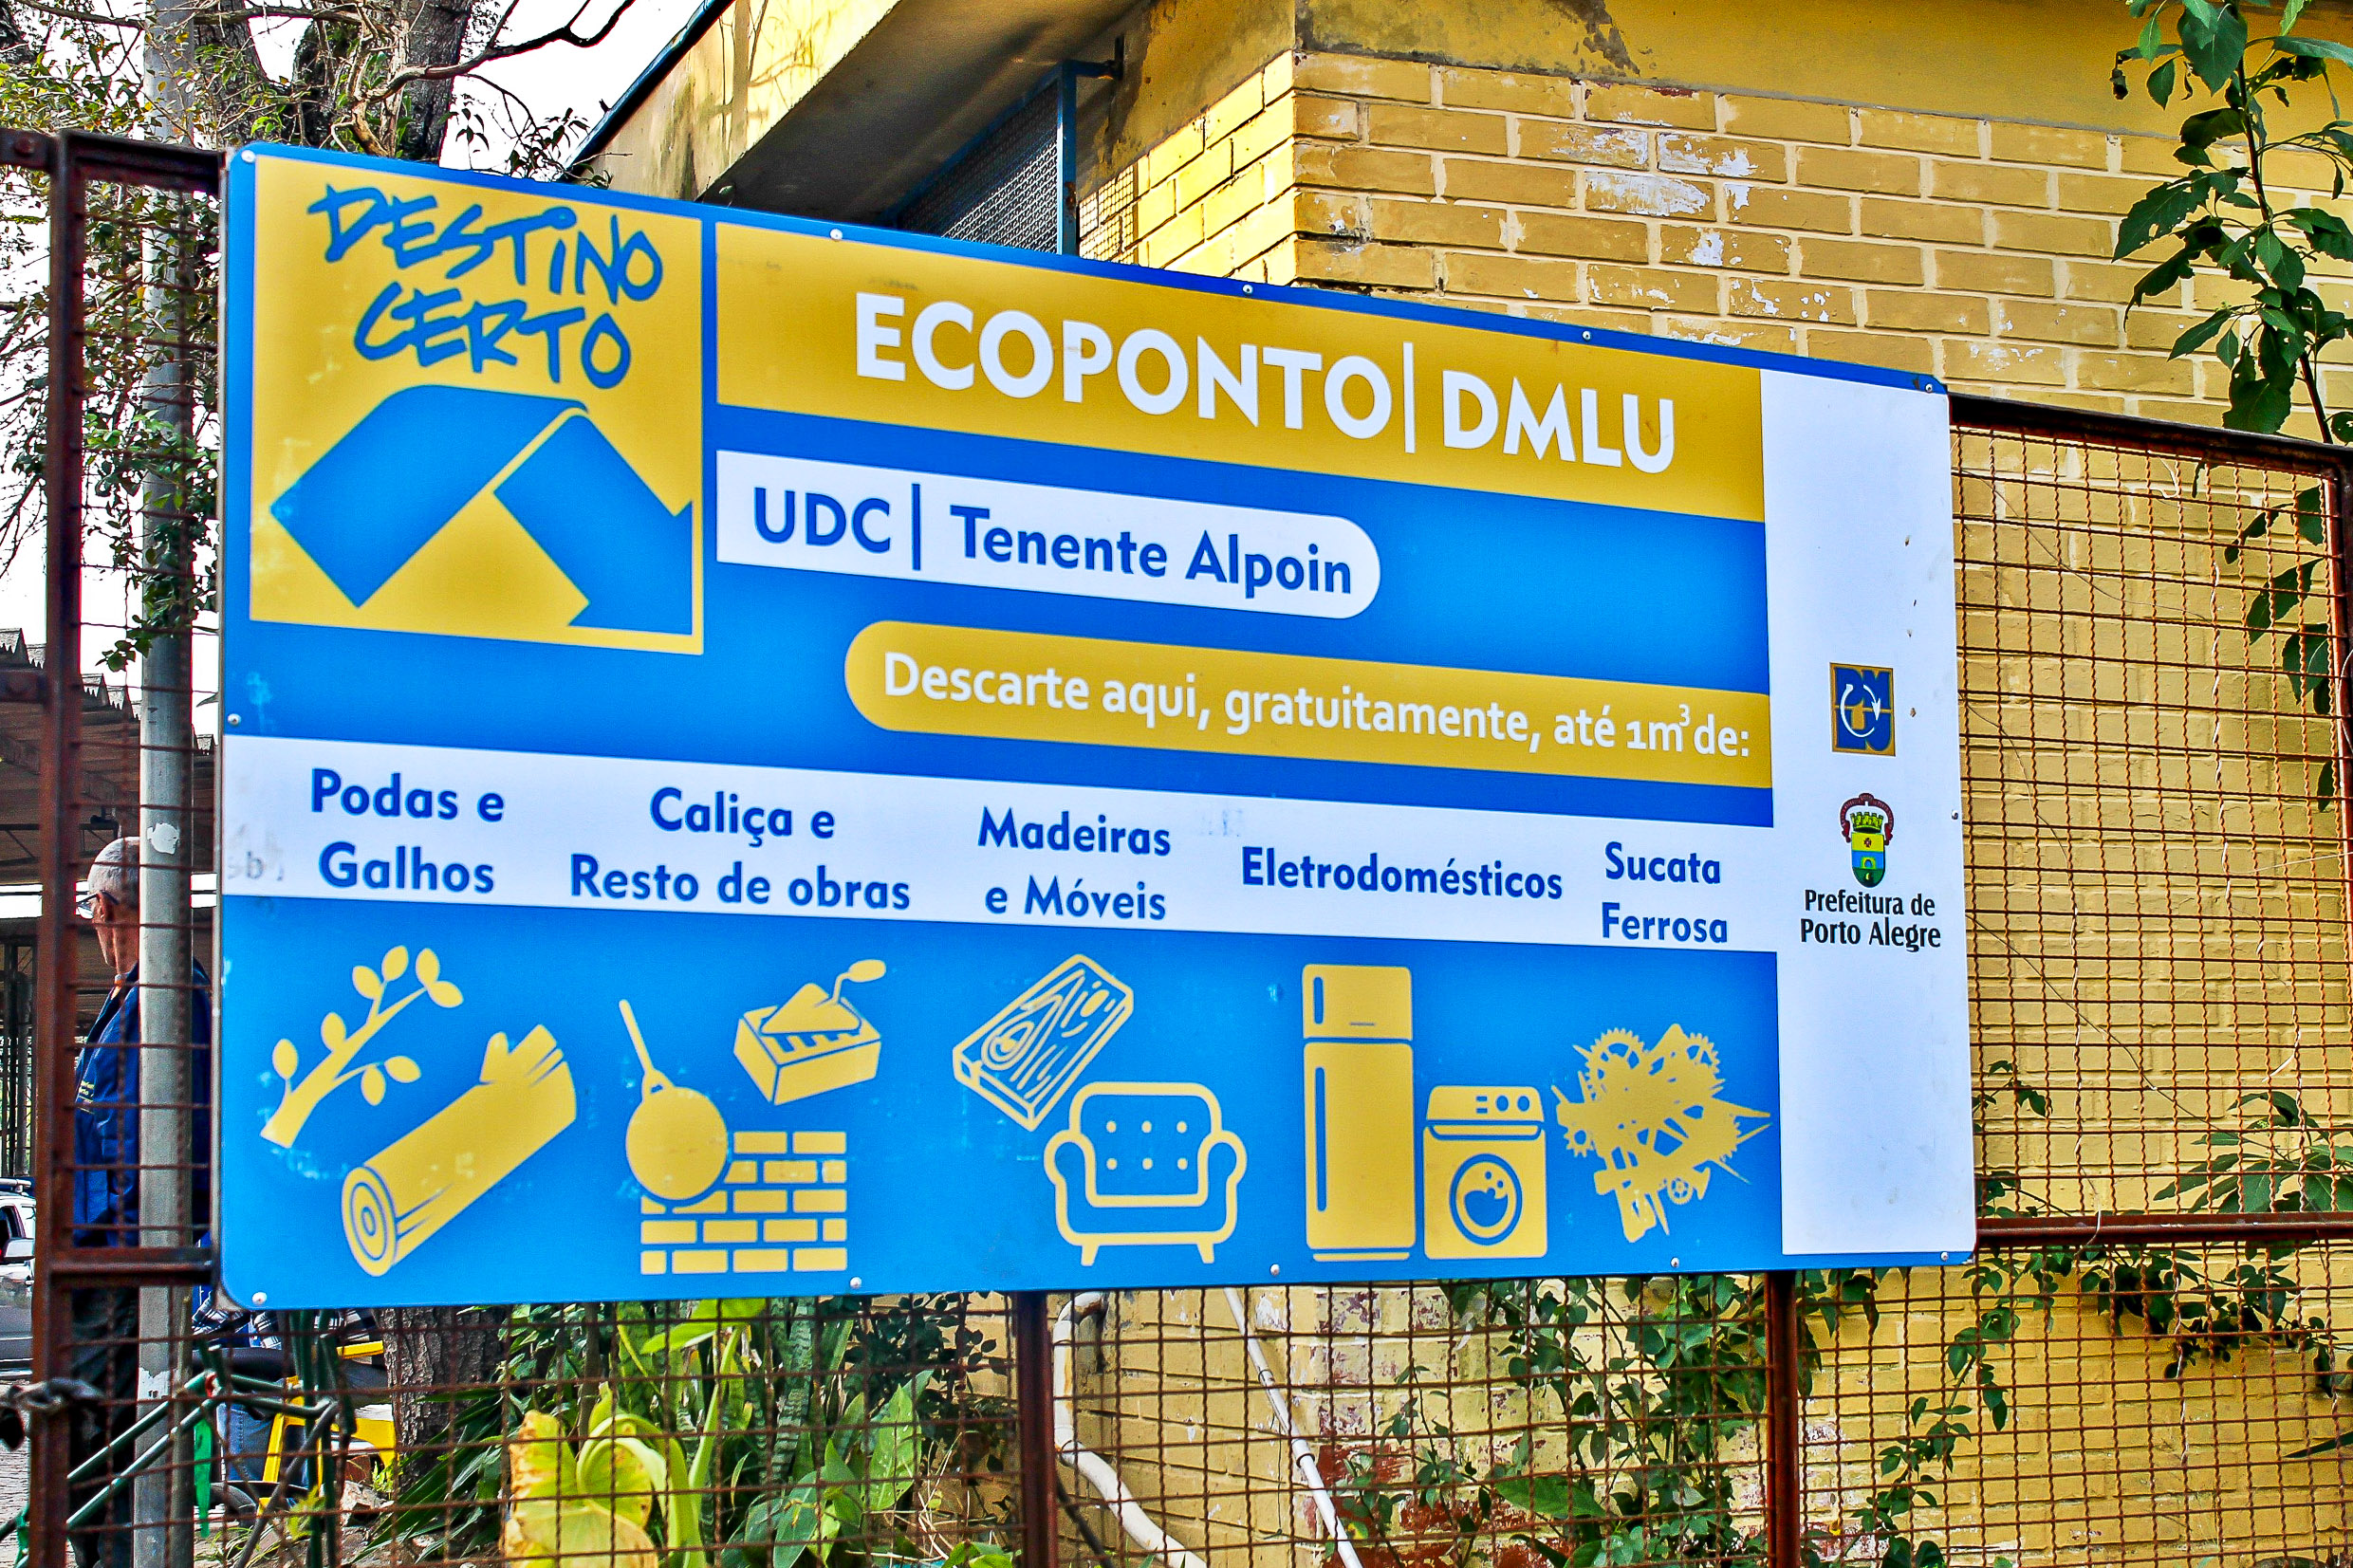 DESTINO
CERTO
ECOPONTO | DMLU
UDC | Tenente Alpoin
Descarte aqui, gratuitamente, até 1m³ de:
Podas e
Galhos
Caliça e
Resto de obras
Madeiras
e Móveis
Eletrodomésticos
Sucata
Ferrosa
Prefeitura de
Porto Alegre